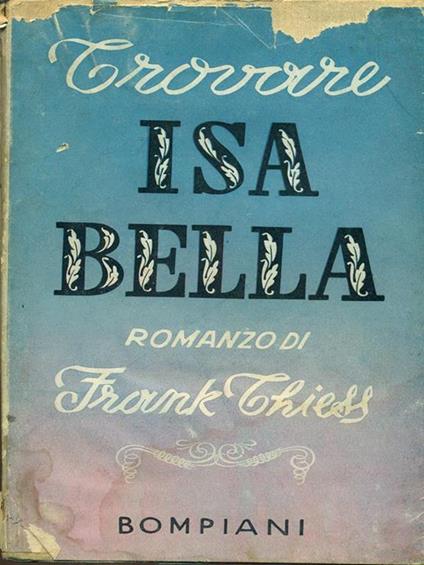 Trovare
ISA
BELLA
ROMANZO DI
Frank Thiess
BOMPIANI